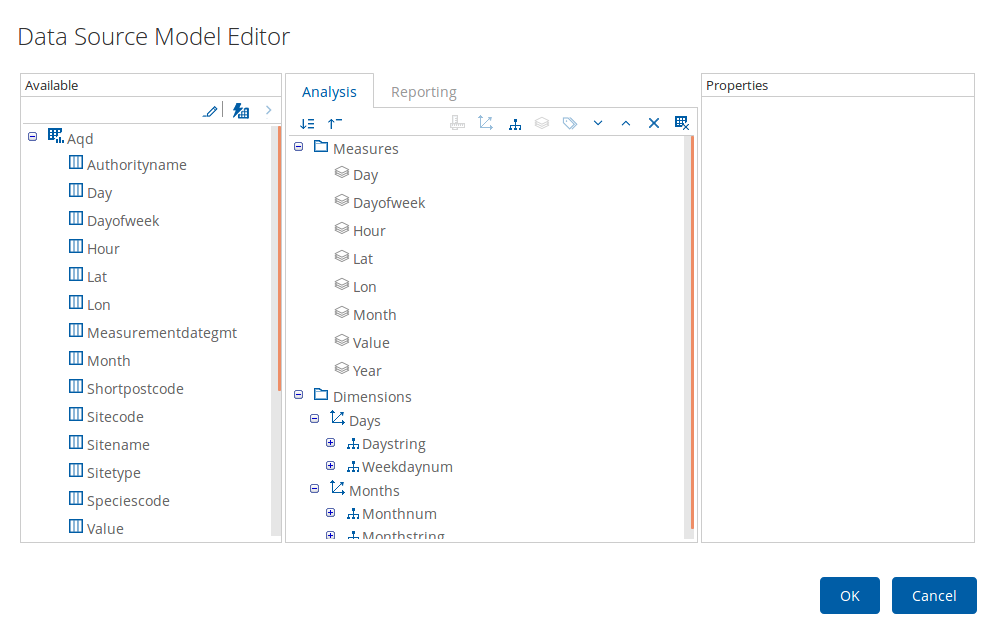 Data Source Model Editor
Available
Aqd
Authorityname
Day
Dayofweek
Hour
Lat
Lon
Measurementdategmt
Month
Shortpostcode
Sitecode
Sitename
Sitetype
Speciescode
Value
Analysis
Reporting
Measures
Day
Dayofweek
Hour
Lat
Lon
Month
Value
Year
Dimensions
Days
Daystring
Weekdaynum
Months
Monthnum
Monthstring
Properties
OK
Cancel